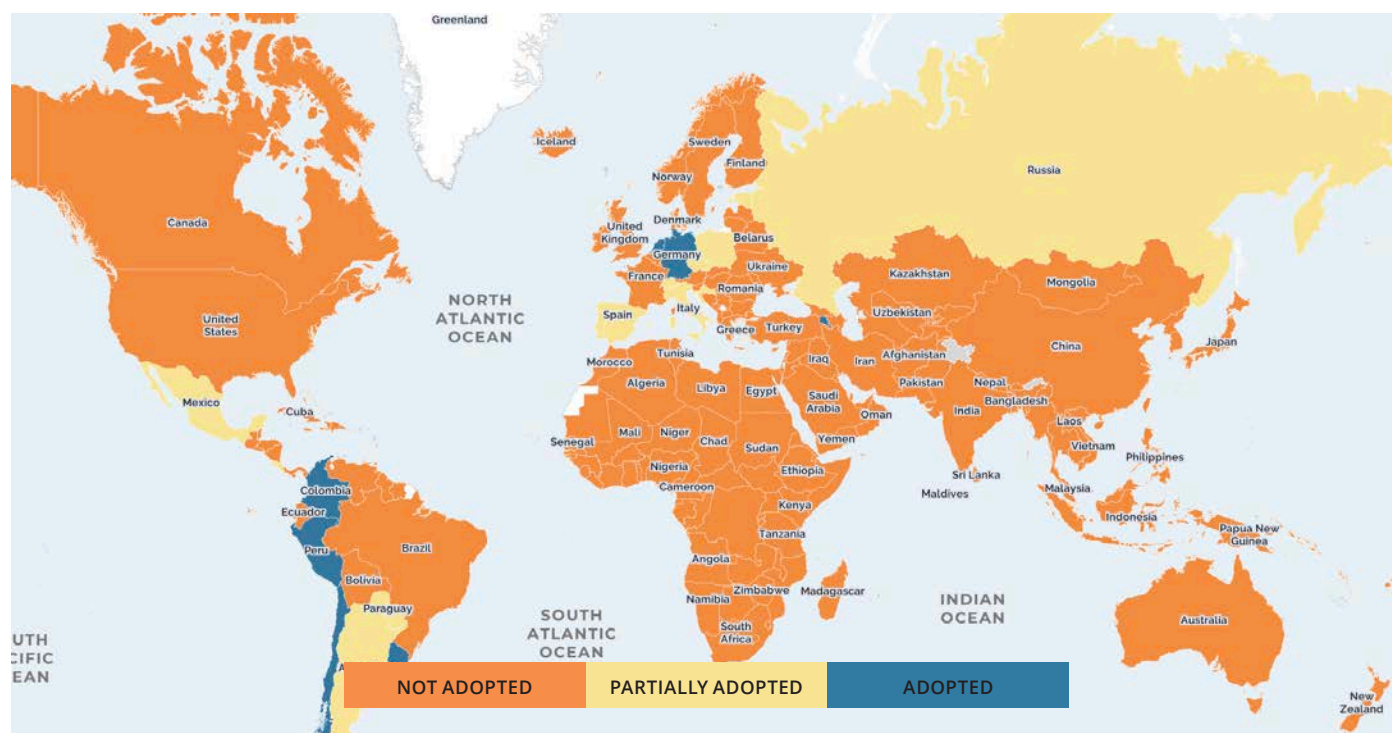 Greenland
Iceland
Sweden
Finland
Norway
Russia
Canada
United
Kingdom
Denmark
Belarus
Germany
Ukraine
France
Romania
Kazakhstan
Mongolia
NORTH
ATLANTIC
OCEAN
United
States
Spain
Italy
Greece
Turkey
Uzbekistan
China
Japan
Morocco
Tunisia
Iraq
Iran
Afghanistan
Algeria
Libya
Egypt
Pakistan
Nepal
Mexico
Cuba
Saudi
Arabia
Oman
India
Bangladesh
Laos
Senegal
Mali
Niger
Chad
Sudan
Yemen
Vietnam
Philippines
Nigeria
Ethiopia
Sri Lanka
Cameroon
Maldives
Malaysia
Colombia
Ecuador
Kenya
Indonesia
Papua New
Guinea
Peru
Brazil
Tanzania
Angola
Bolivia
Zimbabwe
Madagascar
Namibia
INDIAN
OCEAN
Paraguay
SOUTH
ATLANTIC
OCEAN
South
Africa
Australia
UTH
CIFIC
EAN
A
NOT ADOPTED
PARTIALLY ADOPTED
ADOPTED
New
Zealand